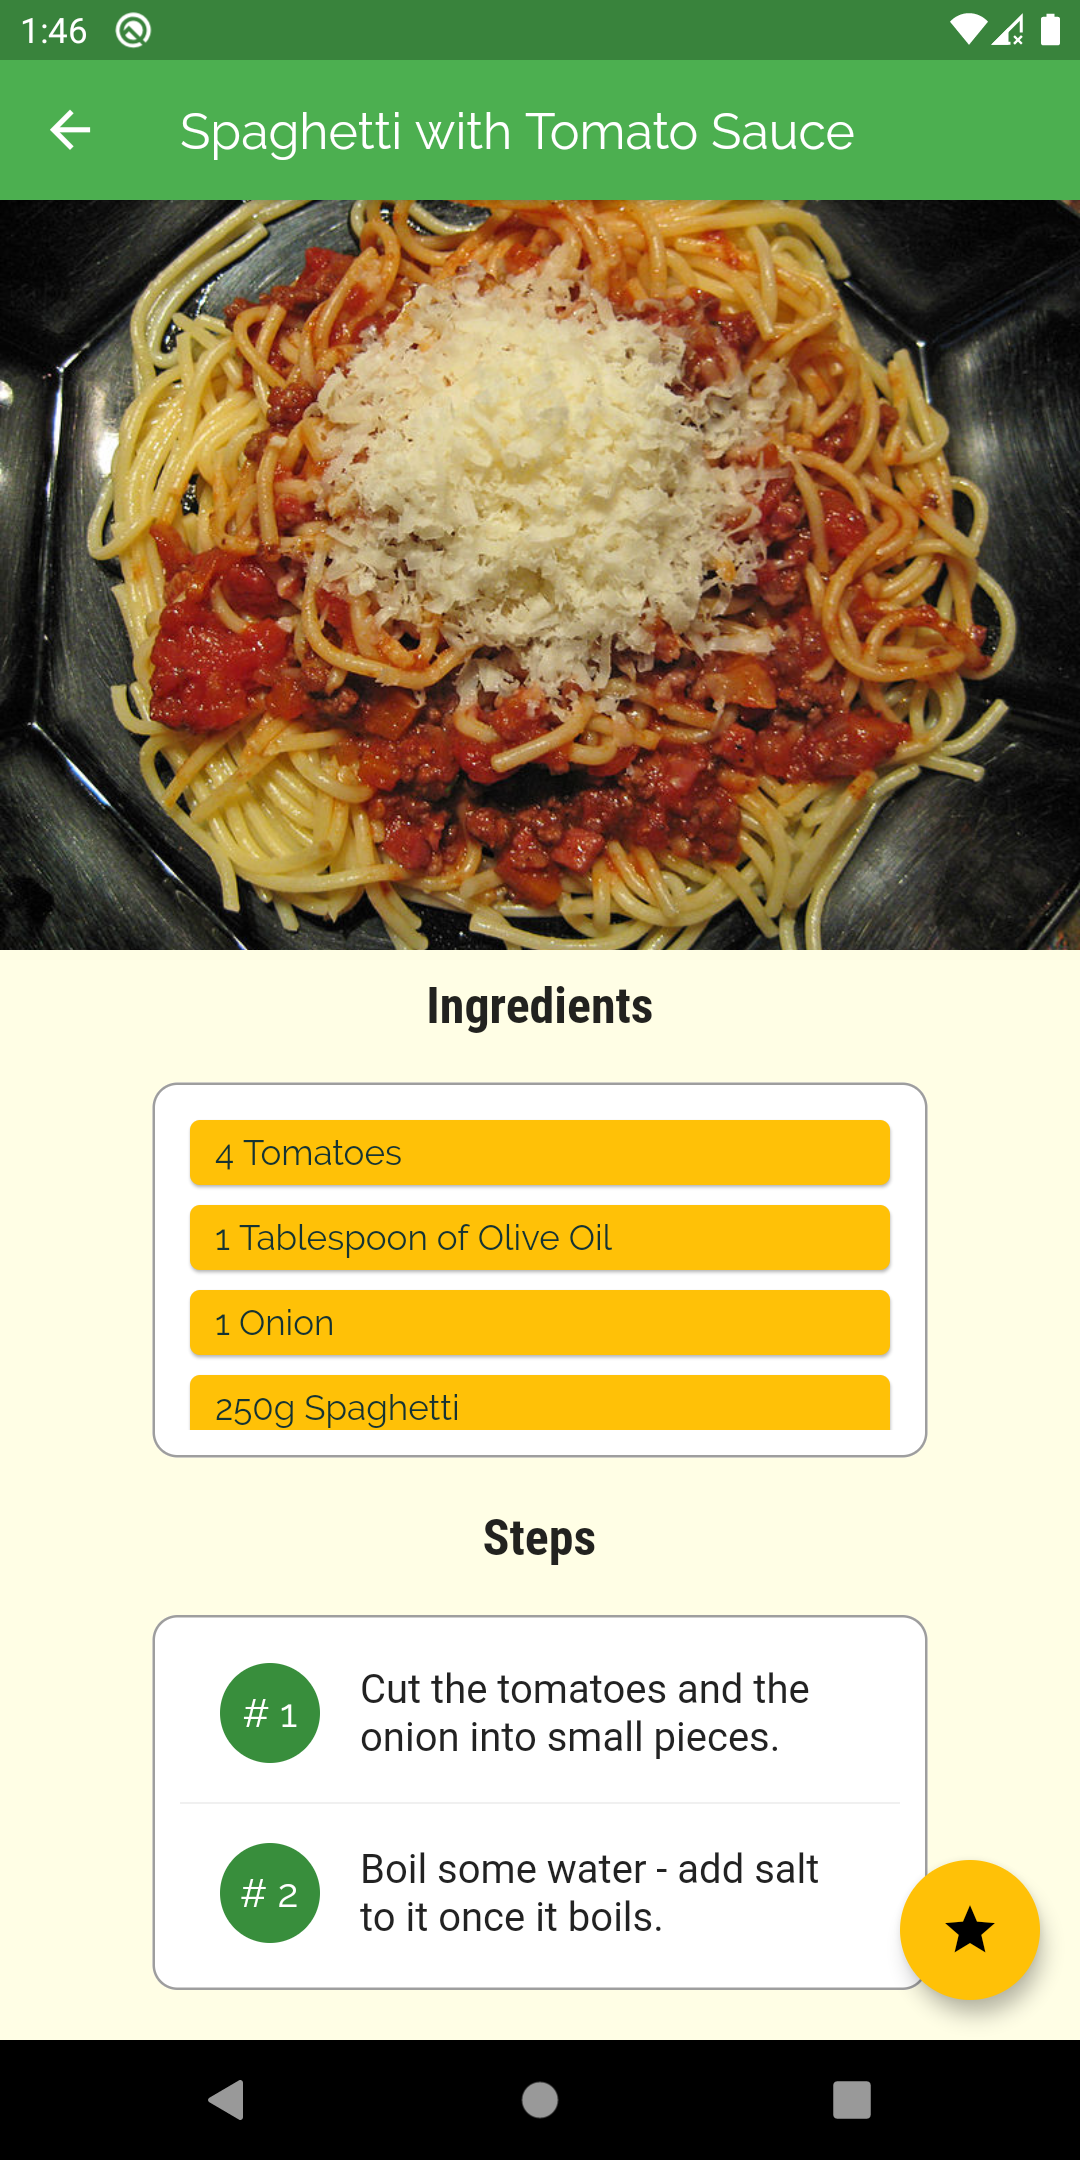 1:46
Spaghetti with Tomato Sauce
Ingredients
4 Tomatoes
1 Tablespoon of Olive Oil
1 Onion
250g Spaghetti
Steps
# 1
Cut the tomatoes and the
onion into small pieces.
# 2
Boil some water - add salt
to it once it boils.